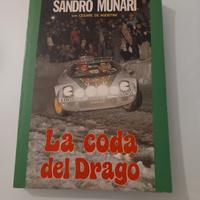 SANDRO MUNARI
con CESARE DE AGOSTINI
La coda
del Drago